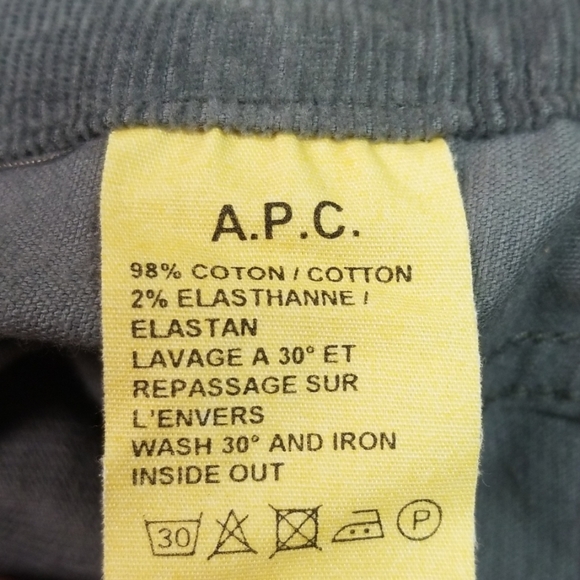 A.P.C.
98% COTON / COTTON
2% ELASTHANNE /
ELASTAN
LAVAGE A 30° ET
REPASSAGE SUR
L'ENVERS
WASH 30° AND IRON
INSIDE OUT
30 P